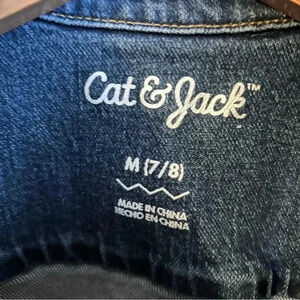 Cat & Jack™
M (7/8)
MADE IN CHINA
HECHO EN CHINA